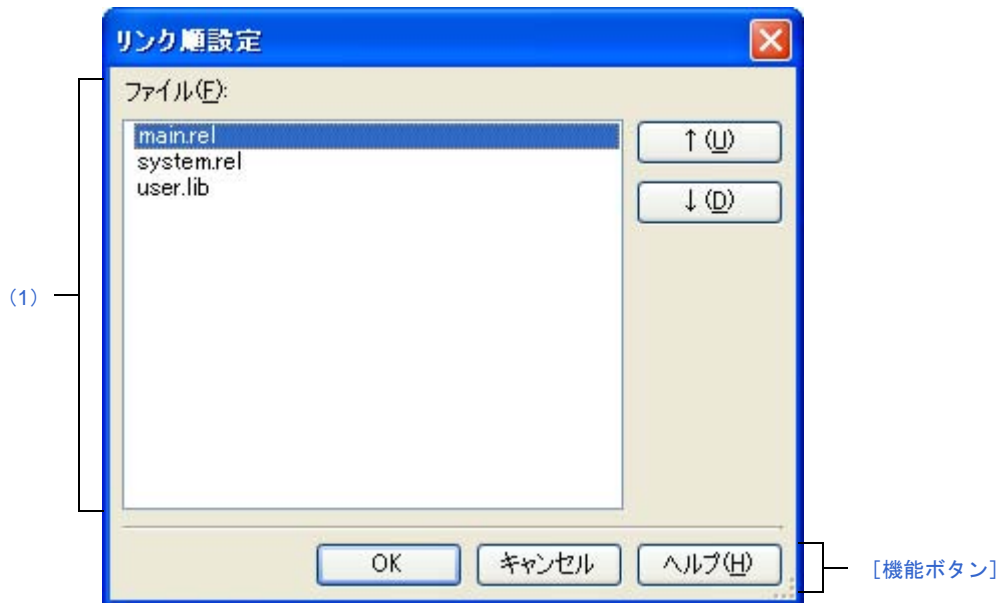 リンク順設定
ファイル(F):
main.rel
system.rel
user.lib
↑(U)
↓(D)
(1)
OK
キャンセル
ヘルプ(H)
[機能ボタン]